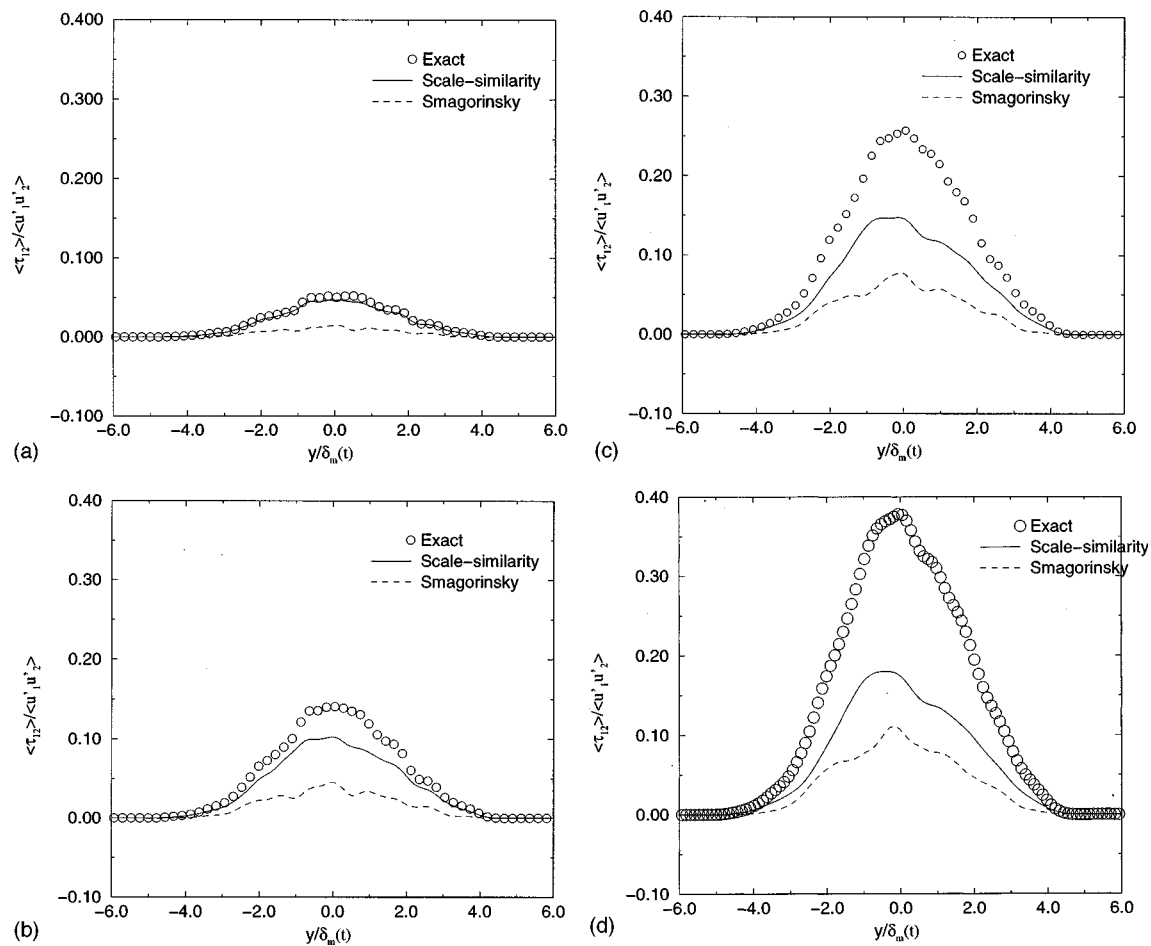 0.400
0.300
0.200
0.100
0.000
−0.100
<τ12>/<u'1u'2>
Exact
Scale−similarity
Smagorinsky
−6.0 −4.0 −2.0 0.0 2.0 4.0 6.0
y/δm(t)
(a)
0.40
0.30
0.20
0.10
0.00
−0.10
<τ12>/<u'1u'2>
Exact
Scale−similarity
Smagorinsky
−6.0 −4.0 −2.0 0.0 2.0 4.0 6.0
y/δm(t)
(b)
0.40
0.30
0.20
0.10
0.00
−0.10
<τ12>/<u'1u'2>
Exact
Scale−similarity
Smagorinsky
−6.0 −4.0 −2.0 0.0 2.0 4.0 6.0
y/δm(t)
(c)
0.40
0.30
0.20
0.10
0.00
−0.10
<τ12>/<u'1u'2>
Exact
Scale−similarity
Smagorinsky
−6.0 −4.0 −2.0 0.0 2.0 4.0 6.0
y/δm(t)
(d)